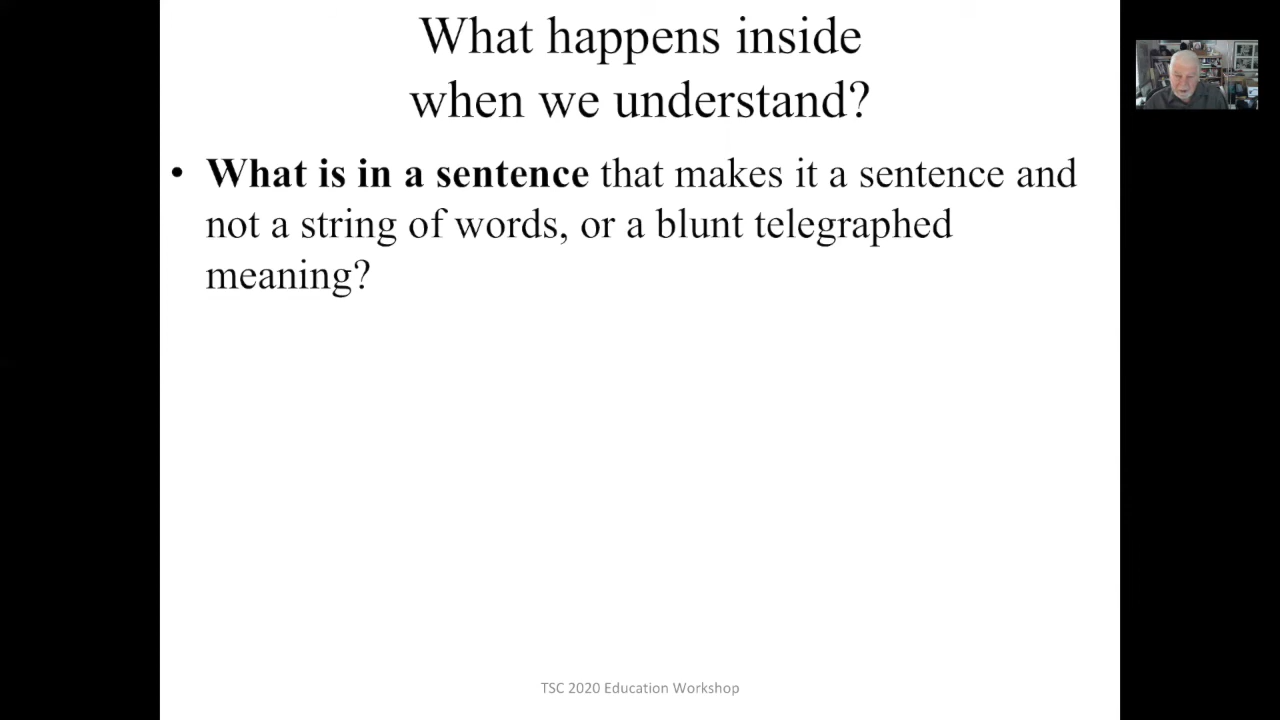 What happens inside
when we understand?
• What is in a sentence that makes it a sentence and
not a string of words, or a blunt telegraphed
meaning?
TSC 2020 Education Workshop